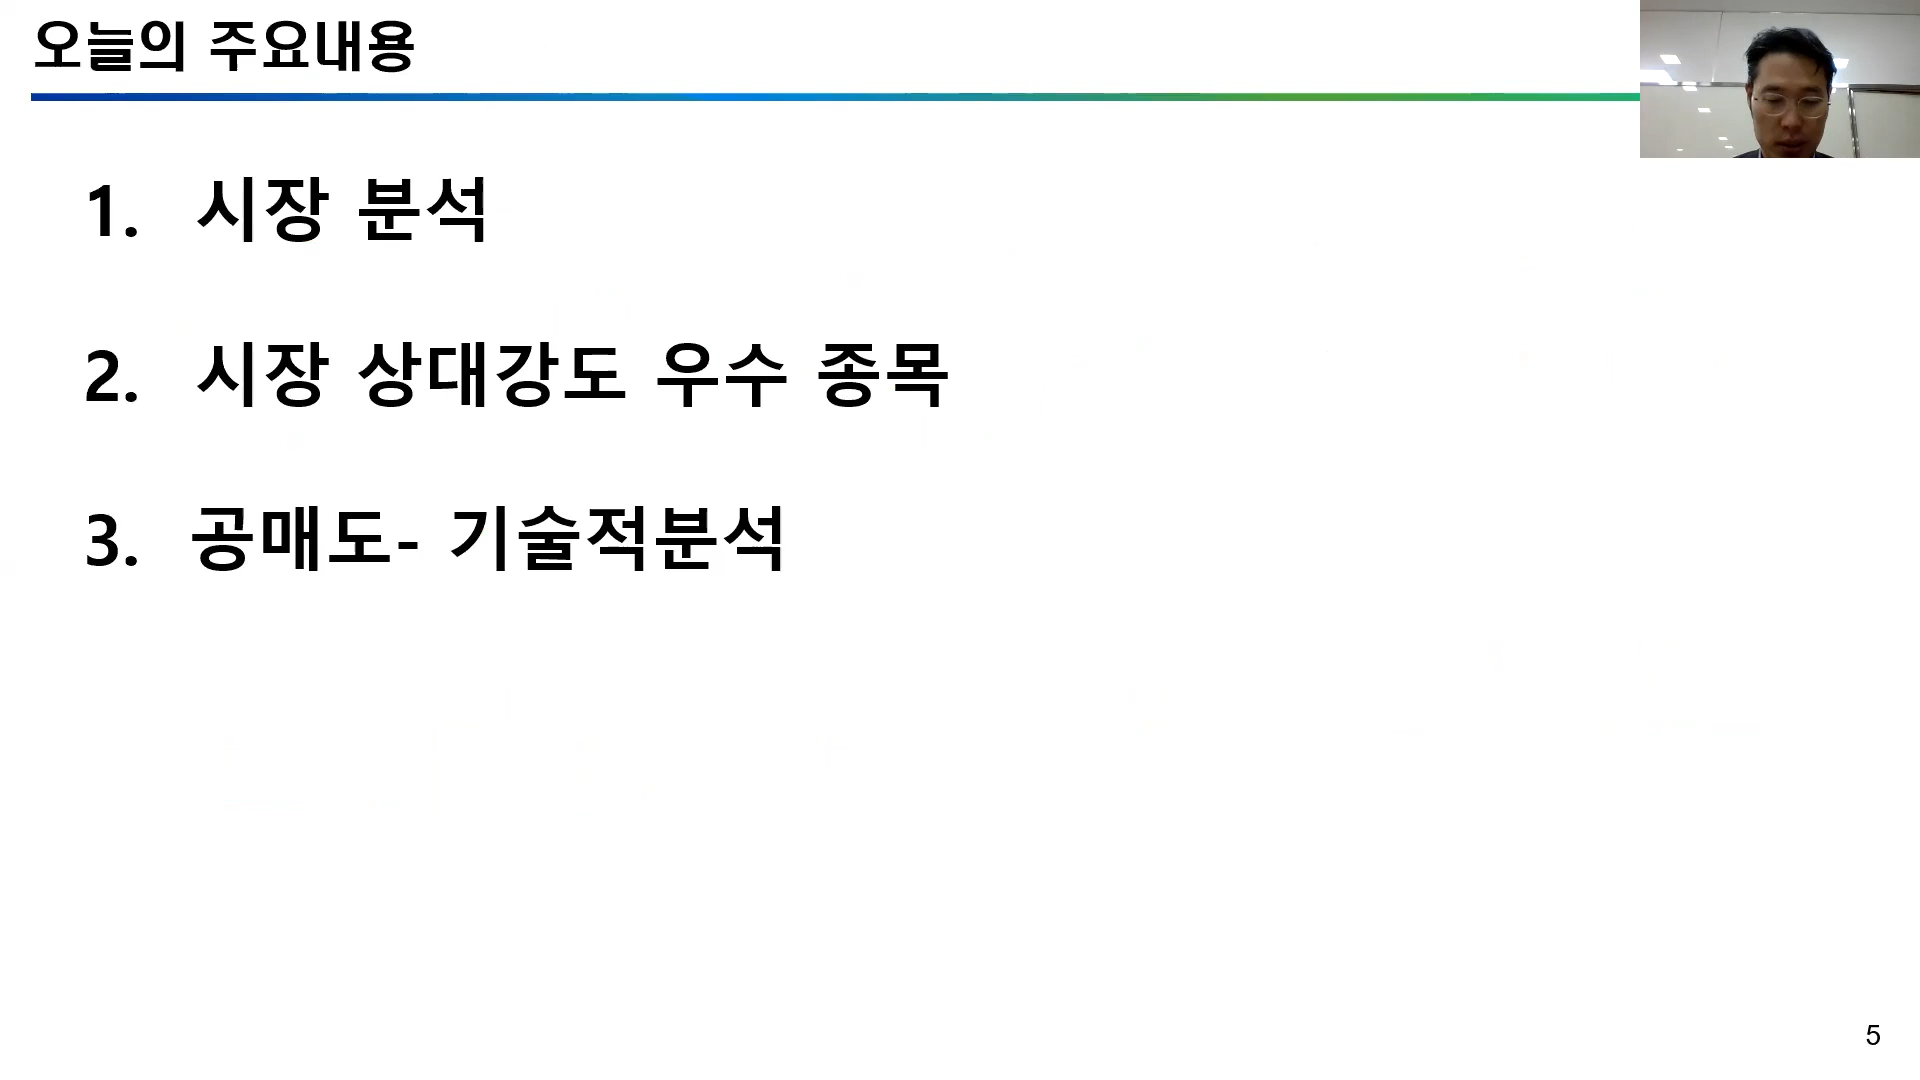 오늘의 주요내용
1. 시장 분석
2. 시장 상대강도 우수 종목
3. 공매도- 기술적분석
5